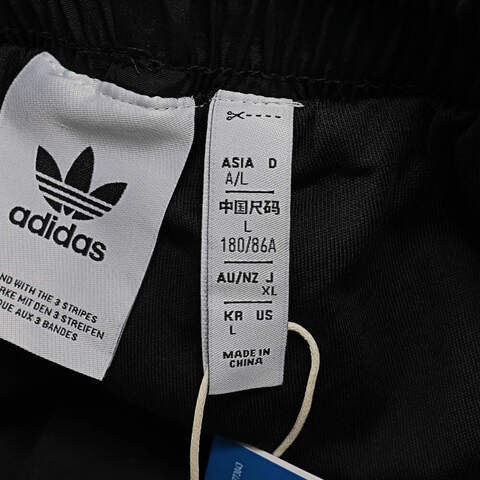 adidas
ND WITH THE 3 STRIPES
RKE MIT DEN 3 STREIFEN
QUE AUX 3 BANDES
ASIA D
A/L
中国尺码
L
180/86A
AU/NZ J
XL
KR US
L
MADE IN
CHINA